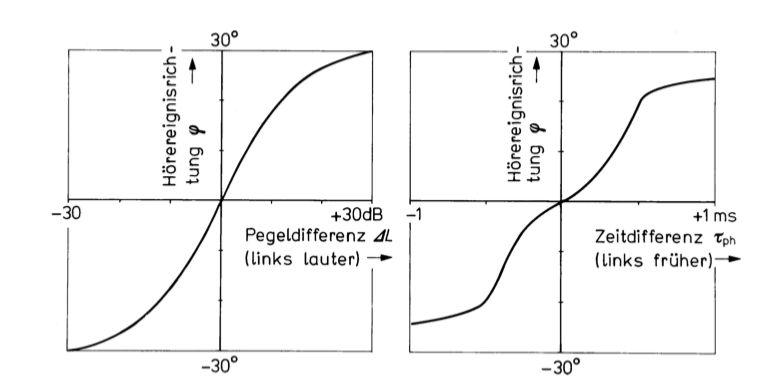 30°
Hörereignisrich-
tung φ
-30
+30dB
Pegeldifferenz ΔL
(links lauter)
-30°
30°
Hörereignisrich-
tung φ
-1
+1 ms
Zeitdifferenz τph
(links früher)
-30°